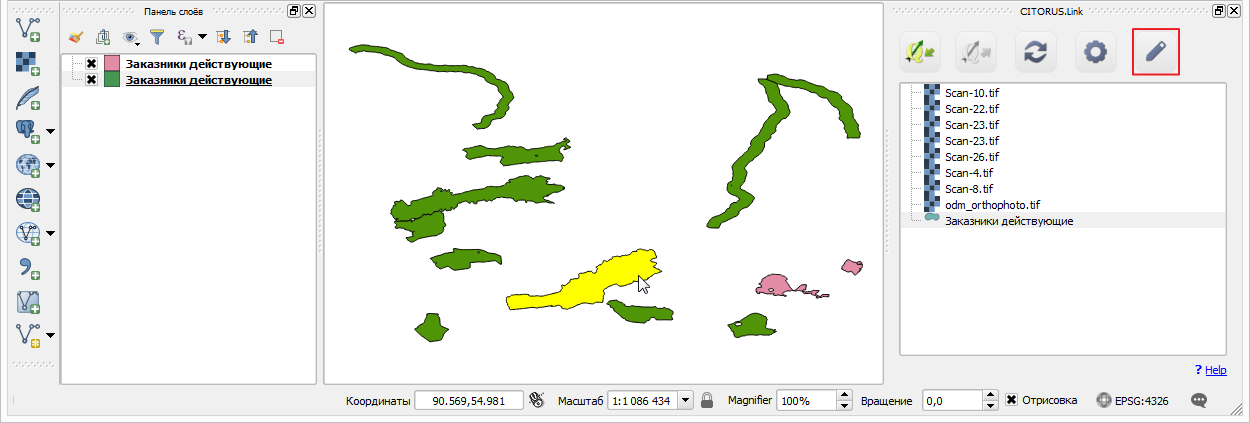 Панель слоёв
Заказники действующие
Заказники действующие
CITORUS.Link
Scan-10.tif
Scan-22.tif
Scan-23.tif
Scan-23.tif
Scan-26.tif
Scan-4.tif
Scan-8.tif
odm_orthophoto.tif
Заказники действующие
? Help
Координаты 90.569,54.981 Масштаб 1:1 086 434 Magnifier 100% Вращение 0,0 Отрисовка EPSG:4326